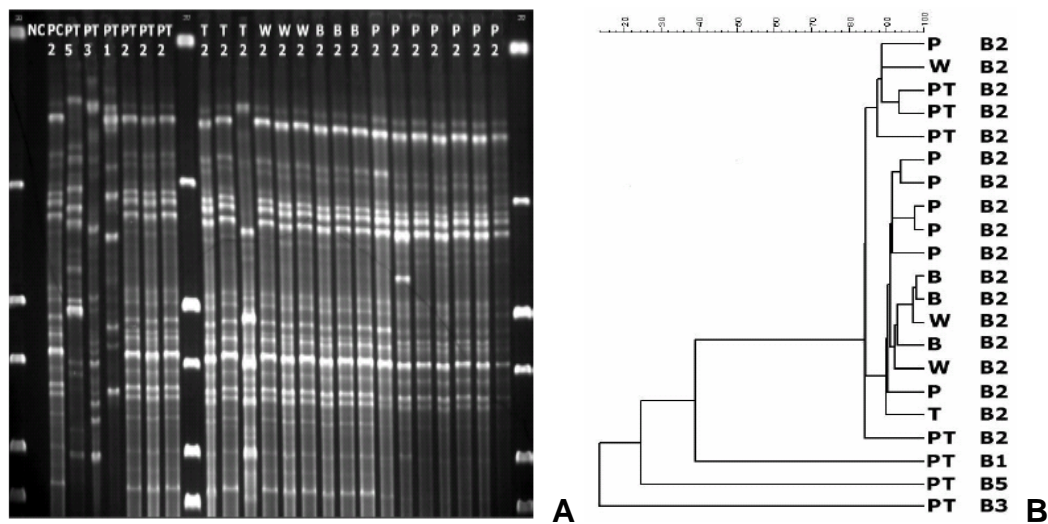 NC PC PT PT PT PT PT PT T T T W W W B B B P P P P P P P
2 5 3 1 2 2 2 2 2 2 2 2 2 2 2 2 2 2 2 2 2 2 2
A
20 30 40 50 60 70 80 90 100
P B2
W B2
PT B2
PT B2
PT B2
P B2
P B2
P B2
P B2
P B2
B B2
B B2
W B2
B B2
W B2
P B2
T B2
PT B2
PT B1
PT B5
PT B3
B